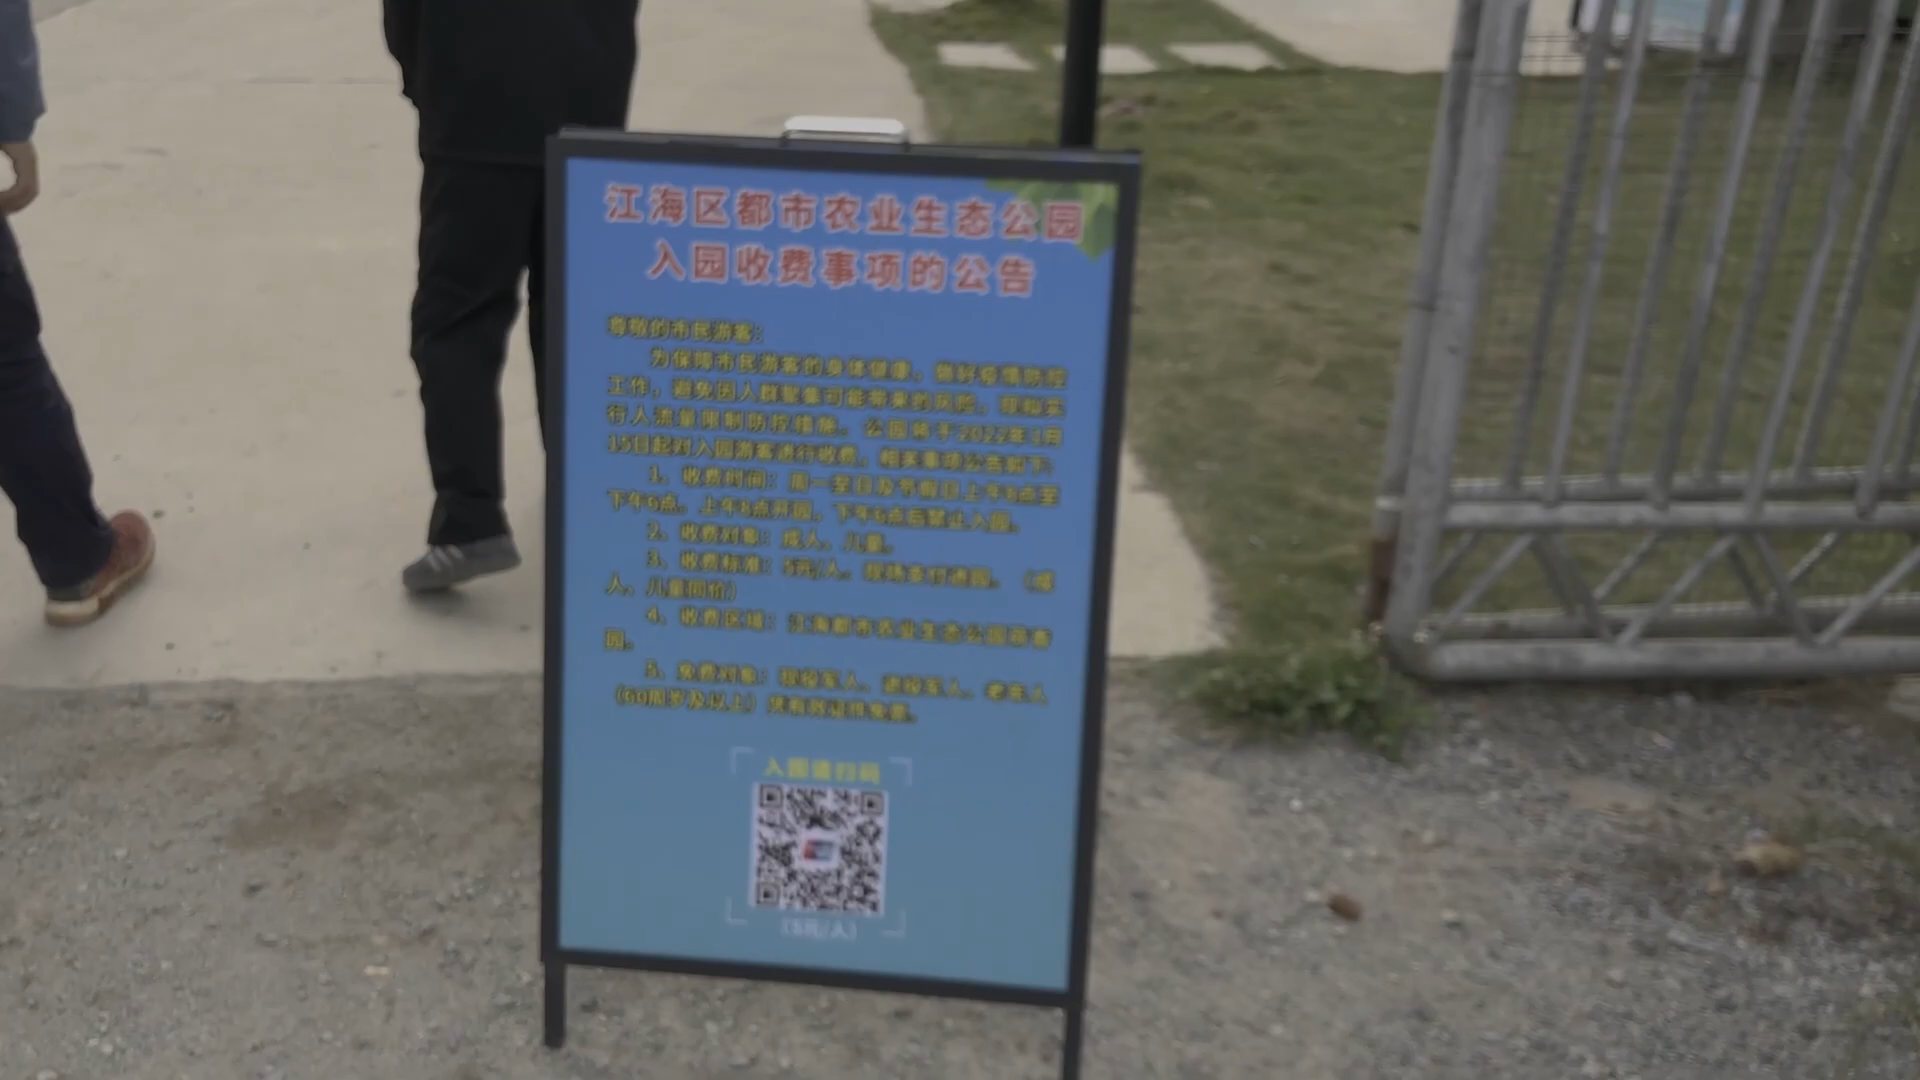 江海区都市农业生态公园
入园收费事项的公告
尊敬的市民游客：
为保障市民游客的身体健康，做好疫情防控
工作，避免因人群聚集可能带来的风险，现拟实
行人流量限制防控措施。公园将于2022年1月
15日起对入园游客进行收费，相关事项公告如下：
1、收费时间：周一至日及节假日上午8点至
下午6点。上午8点开园，下午6点后禁止入园。
2、收费对象：成人、儿童。
3、收费标准：5元/人，现场支付进园。（成
人、儿童同价）
4、收费区域：江海都市农业生态公园
园。
5、免费对象：现役军人、退役军人、老年人
（60周岁及以上）凭有效证件免票。
入园请扫码
（5元/人）